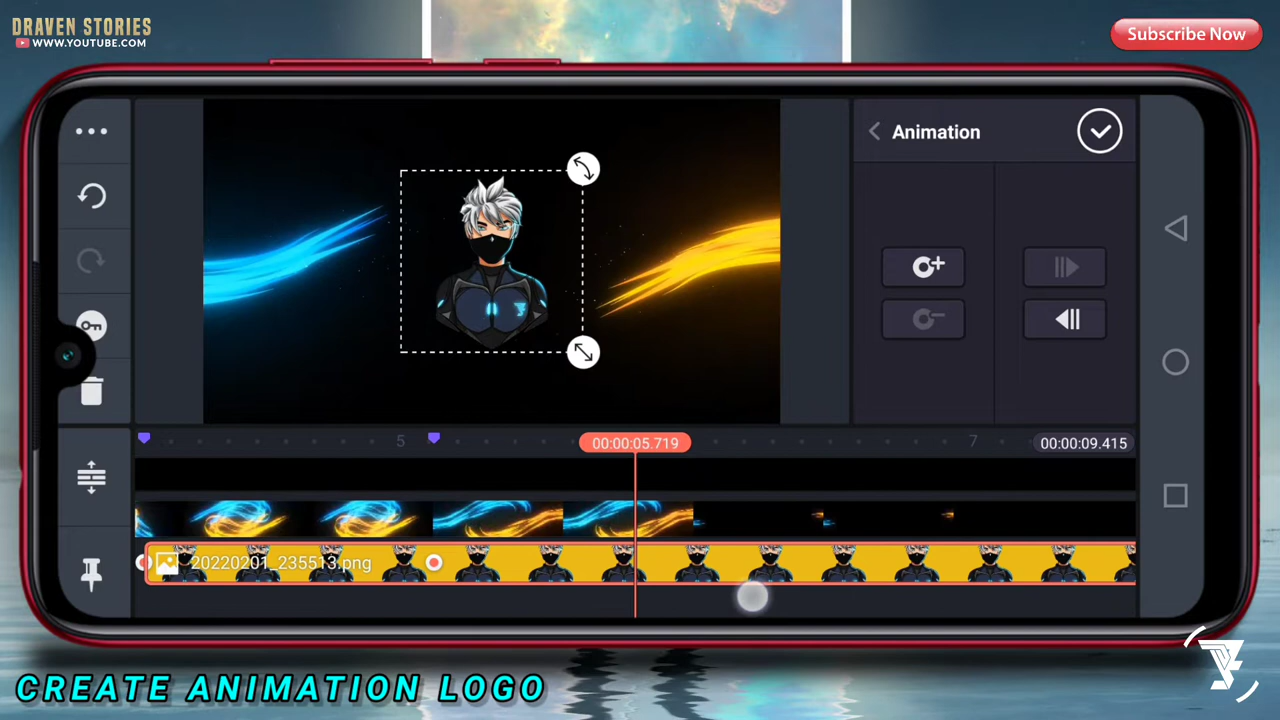 DRAVEN STORIES
WWW.YOUTUBE.COM
Subscribe Now
Animation
5
00:00:05.719
7
00:00:09.415
20220201_235513.png
CREATE ANIMATION LOGO